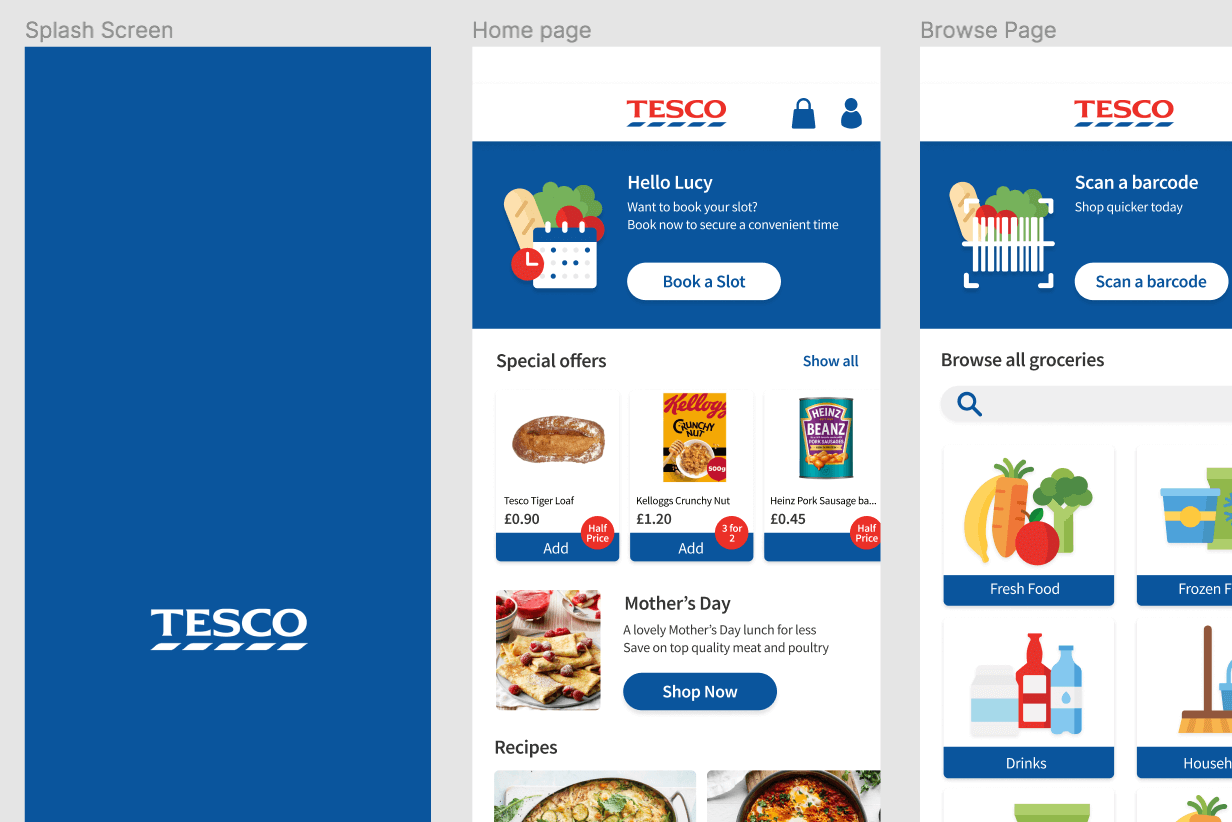 Splash Screen
TESCO
Home page
TESCO
Hello Lucy
Want to book your slot?
Book now to secure a convenient time
Book a Slot
Special offers
Show all
Kellogg
CRUNCHY
NUT
500g
HEINZ
BEANZ
PORK SAUSAGES
Tesco Tiger Loaf
£0.90
Half
Price
Add
Kelloggs Crunchy Nut
£1.20
3 for
2
Add
Heinz Pork Sausage ba...
£0.45
Half
Price
Mother's Day
A lovely Mother's Day lunch for less
Save on top quality meat and poultry
Shop Now
Recipes
Browse Page
TESCO
Scan a barcode
Shop quicker today
Scan a barcode
Browse all groceries
Fresh Food
Frozen F
Drinks
Househ